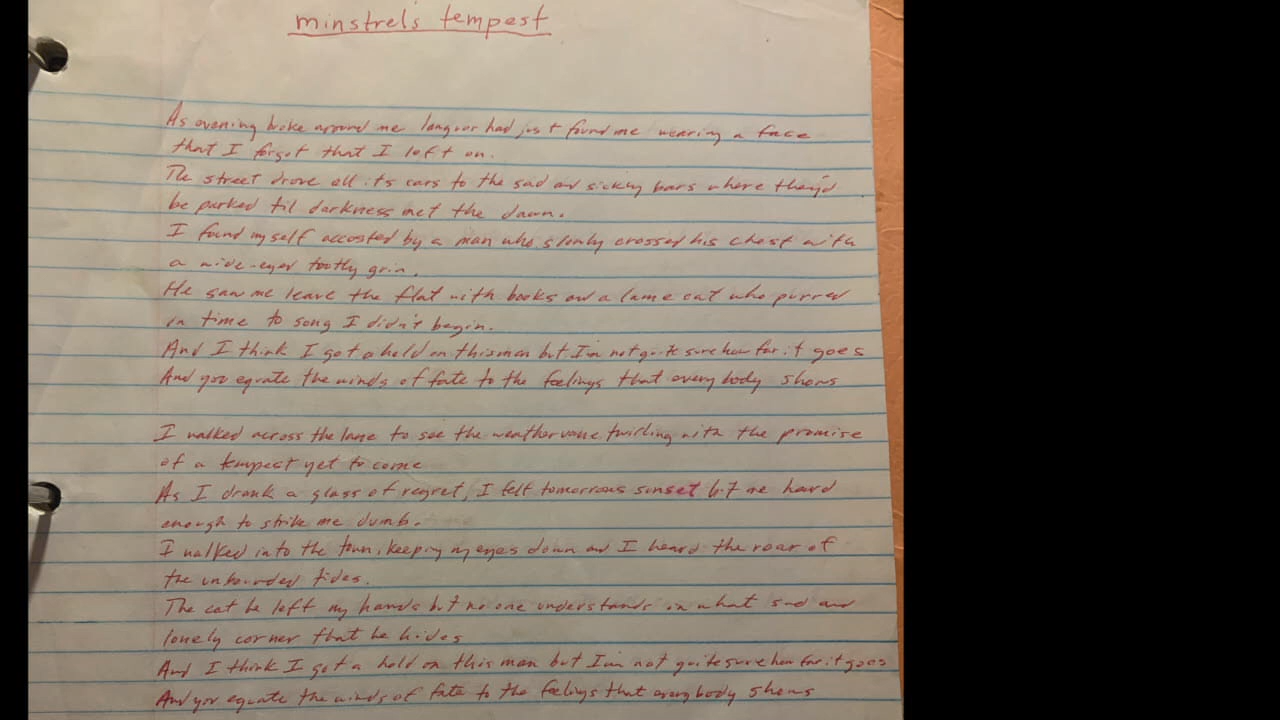 minstrel's tempest
As evening broke around me languor had just found me wearing a face
that I forgot that I left on.
The street drove all its cars to the sad and sickly bars where they'd
be parked til darkness met the dawn.
I found myself accosted by a man who slowly crossed his chest with
a wide-eyed toothy grin.
He saw me leave the flat with books and a lame cat who purred
in time to song I didn't begin.
And I think I got a hold on this man but I'm not quite sure how far it goes
And you equate the winds of fate to the feelings that everybody shows
I walked across the lane to see the weathervane twirling with the promise
of a tempest yet to come
As I drank a glass of regret, I felt tomorrows sunset bit me hard
enough to strike me dumb.
I walked into the town, keeping my eyes down and I heard the roar of
the unbounded tides.
The cat he left my hands but no one understands in what sad and
lonely corner that he hides
And I think I got a hold on this man but I'm not quite sure how far it goes
And you equate the winds of fate to the feelings that everybody shows